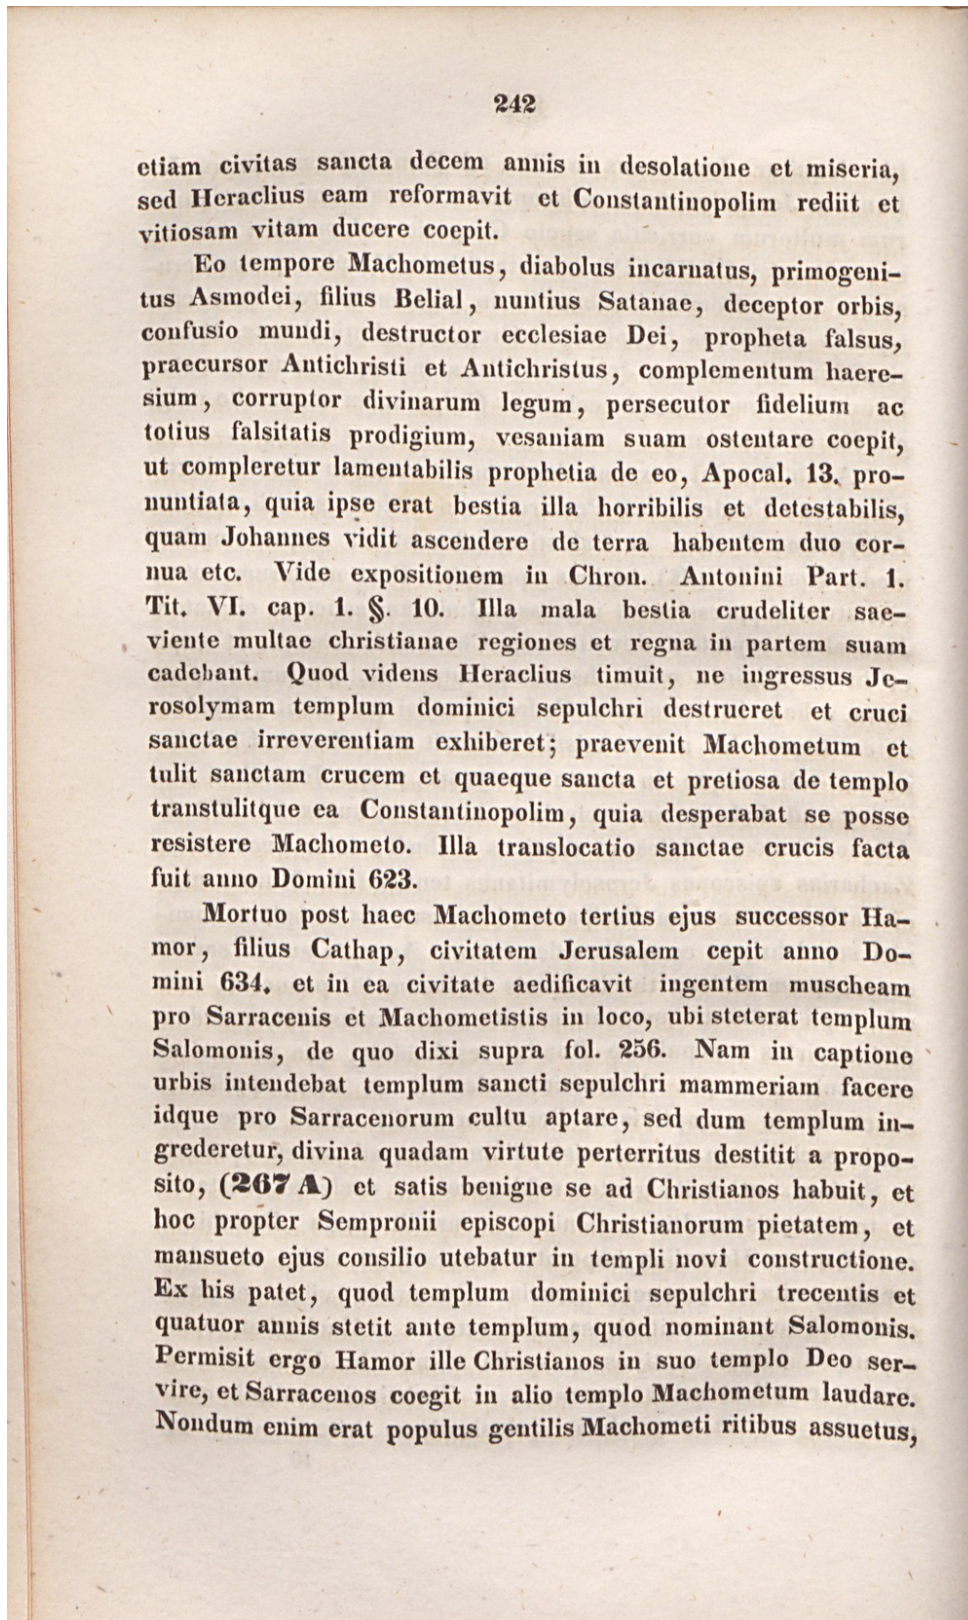 242
etiam civitas sancta decem annis in desolatione et miseria,
sed Heraclius eam reformavit et Constantinopolim rediit et
vitiosam vitam ducere coepit.
Eo tempore Machometus, diabolus incarnatus, primogeni-
tus Asmodei, filius Belial, nuntius Satanae, deceptor orbis,
confusio mundi, destructor ecclesiae Dei, propheta falsus,
praecursor Antichristi et Antichristus, complementum haere-
sium, corruptor divinarum legum, persecutor fidelium ac
totius falsitatis prodigium, vesaniam suam ostentare coepit,
ut compleretur lamentabilis prophetia de eo, Apocal. 13. pro-
nuntiata, quia ipse erat bestia illa horribilis et detestabilis,
quam Johannes vidit ascendere de terra habentem duo cor-
nua etc. Vide expositionem in Chron. Antonini Part. 1.
Tit. VI. cap. 1. §. 10. Illa mala bestia crudeliter sae-
viente multae christianae regiones et regna in partem suam
cadebant. Quod videns Heraclius timuit, ne ingressus Je-
rosolymam templum dominici sepulchri destrueret et cruci
sanctae irreverentiam exhiberet; praevenit Machometum et
tulit sanctam crucem et quaeque sancta et pretiosa de templo
transtulitque ea Constantinopolim, quia desperabat se posse
resistere Machometo. Illa translocatio sanctae crucis facta
fuit anno Domini 623.
Mortuo post haec Machometo tertius ejus successor Ha-
mor, filius Cathap, civitatem Jerusalem cepit anno Do-
mini 634. et in ea civitate aedificavit ingentem muscheam
pro Sarracenis et Machometistis in loco, ubi steterat templum
Salomonis, de quo dixi supra fol. 256. Nam in captione
urbis intendebat templum sancti sepulchri mammeriam facere
idque pro Sarracenorum cultu aptare, sed dum templum in-
grederetur, divina quadam virtute perterritus destitit a propo-
sito, (267 A) et satis benigne se ad Christianos habuit, et
hoc propter Sempronii episcopi Christianorum pietatem, et
mansueto ejus consilio utebatur in templi novi constructione.
Ex his patet, quod templum dominici sepulchri trecentis et
quatuor annis stetit ante templum, quod nominant Salomonis.
Permisit ergo Hamor ille Christianos in suo templo Deo ser-
vire, et Sarracenos coegit in alio templo Machometum laudare.
Nondum enim erat populus gentilis Machometi ritibus assuetus,